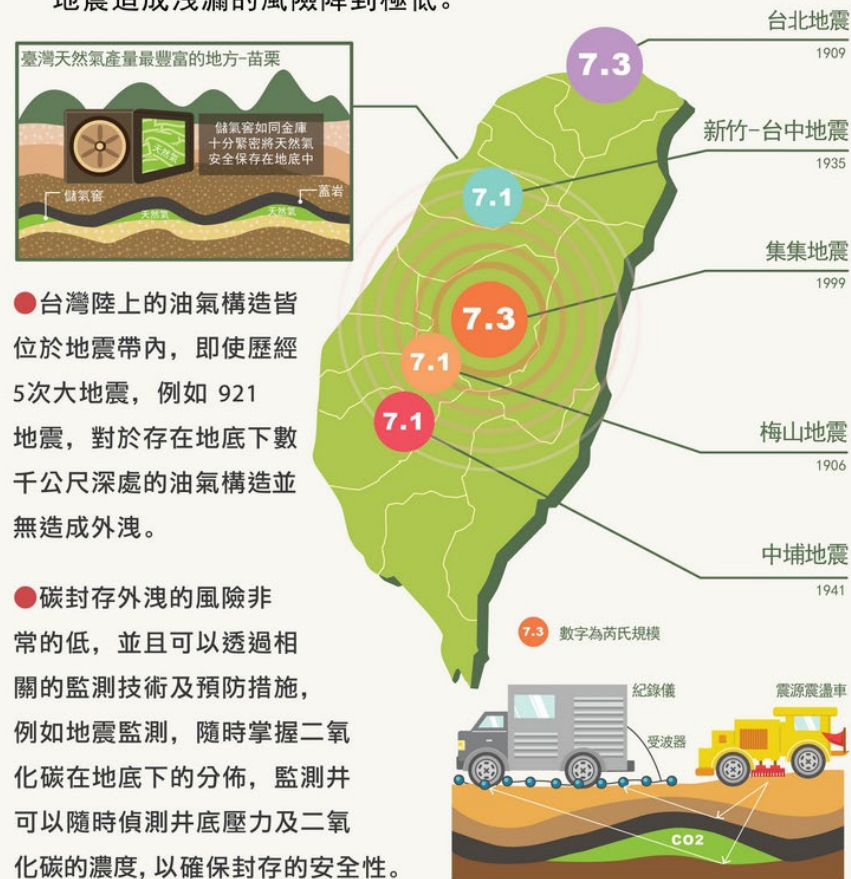 地震造成洩漏的風險降到極低。
臺灣天然氣產量最豐富的地方-苗栗
儲氣窖如同金庫
十分緊密將天然氣
安全保存在地底中
天然氣
儲氣窖
蓋岩
天然氣
天然氣
●台灣陸上的油氣構造皆
位於地震帶內，即使歷經
5次大地震，例如 921
地震，對於存在地底下數
千公尺深處的油氣構造並
無造成外洩。
●碳封存外洩的風險非
常的低，並且可以透過相
關的監測技術及預防措施，
例如地震監測，隨時掌握二氧
化碳在地底下的分佈，監測井
可以隨時偵測井底壓力及二氧
化碳的濃度，以確保封存的安全性。
7.3
台北地震
1909
7.1
新竹-台中地震
1935
7.3
集集地震
1999
7.1
梅山地震
1906
7.1
中埔地震
1941
7.3 數字為芮氏規模
紀錄儀
震源震盪車
受波器
CO2